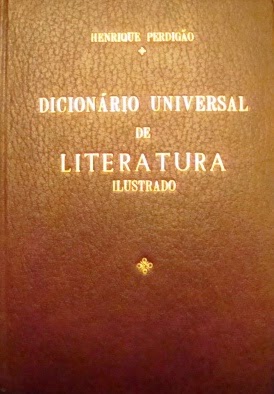 HENRIQUE PERDIGÃO
DICIONÁRIO UNIVERSAL
DE
LITERATURA
ILUSTRADO